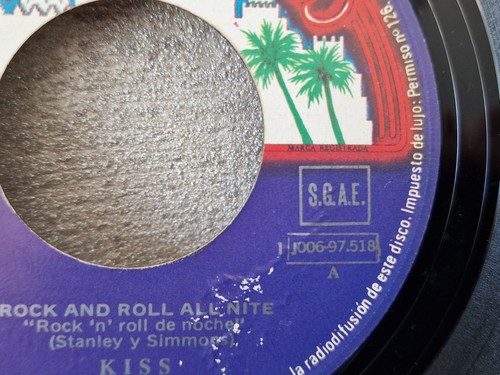 MARCA REGISTRADA
S.G.A.E.
1 J006-97.518
A
ROCK AND ROLL ALL NITE
"Rock 'n' roll de noche"
(Stanley y Simmons)
KISS
la radiodifusión de este disco. Impuesto de lujo: Permiso nº 126.